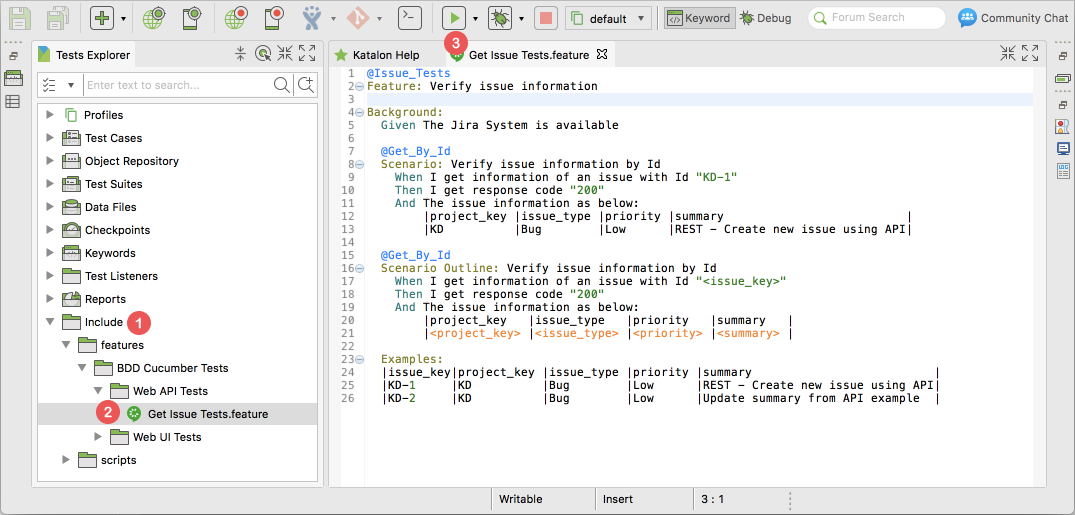 default
Keyword
Debug
Forum Search
Community Chat
3
Tests Explorer
Katalon Help
Get Issue Tests.feature
Enter text to search...
Profiles
Test Cases
Object Repository
Test Suites
Data Files
Checkpoints
Keywords
Test Listeners
Reports
Include
1
features
BDD Cucumber Tests
Web API Tests
2
Get Issue Tests.feature
Web UI Tests
scripts
1 @Issue_Tests
2 Feature: Verify issue information
3
4 Background:
5 Given The Jira System is available
6
7 @Get_By_Id
8 Scenario: Verify issue information by Id
9 When I get information of an issue with Id "KD-1"
10 Then I get response code "200"
11 And The issue information as below:
12 |project_key |issue_type |priority |summary |
13 |KD |Bug |Low |REST - Create new issue using API|
14
15 @Get_By_Id
16 Scenario Outline: Verify issue information by Id
17 When I get information of an issue with Id "<issue_key>"
18 Then I get response code "200"
19 And The issue information as below:
20 |project_key |issue_type |priority |summary |
21 |<project_key> |<issue_type> |<priority> |<summary> |
22
23 Examples:
24 |issue_key|project_key |issue_type |priority |summary |
25 |KD-1 |KD |Bug |Low |REST - Create new issue using API|
26 |KD-2 |KD |Bug |Low |Update summary from API example |
Writable
Insert
3 : 1